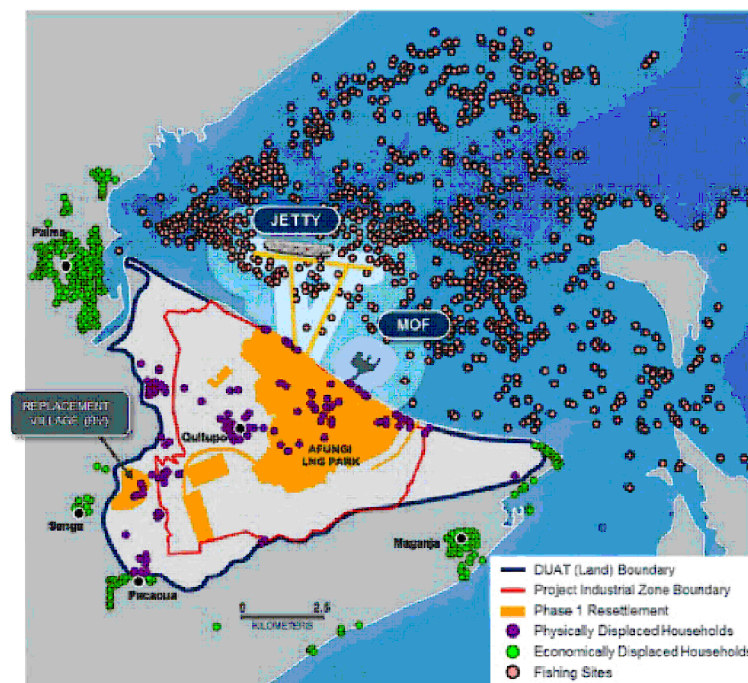 JETTY
Palma
MOF
REPLACEMENT
VILLAGE (RV)
Quitupo
AFUNGI
LNG PARK
Senga
Maganja
0 2.5
KILOMETERS
DUAT (Land) Boundary
Project Industrial Zone Boundary
Phase 1 Resettlement
Physically Displaced Households
Economically Displaced Households
Fishing Sites